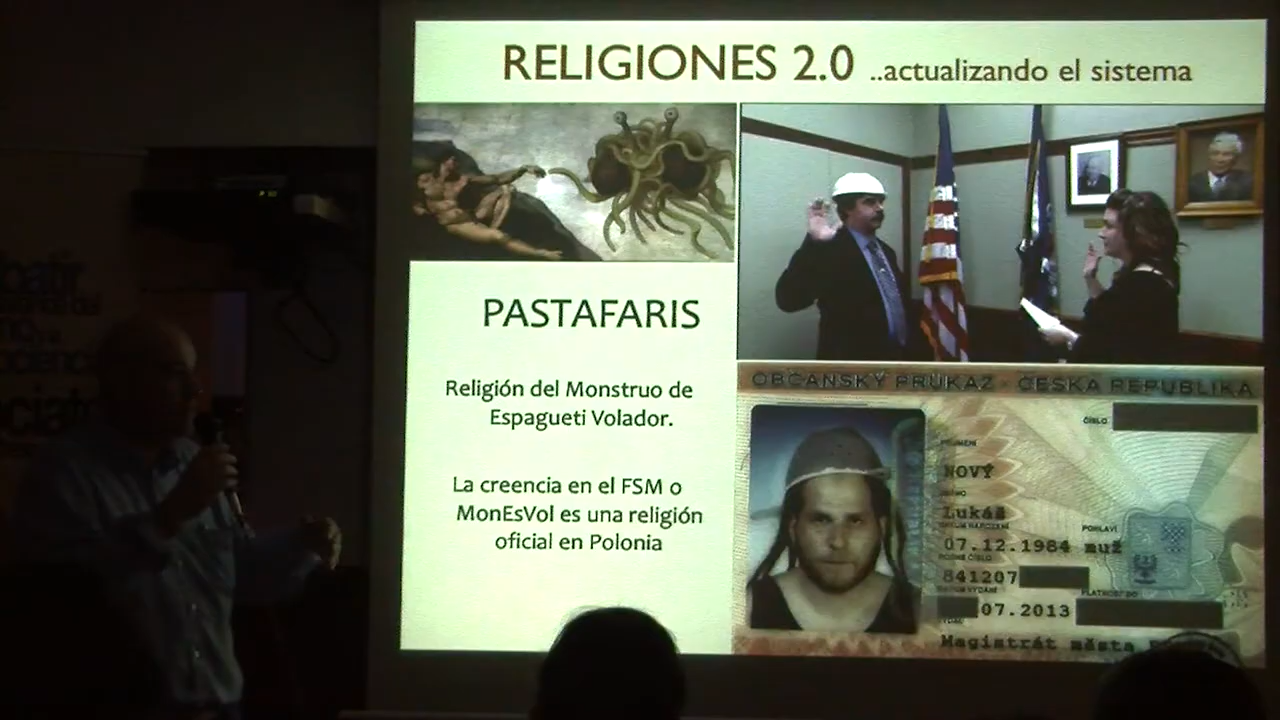 RELIGIONES 2.0 ..actualizando el sistema
PASTAFARIS
Religión del Monstruo de
Espagueti Volador.
La creencia en el FSM o
MonEsVol es una religión
oficial en Polonia
OBČANSKÝ PRŮKAZ - ČESKÁ REPUBLIKA
ČÍSLO
PŘÍJMENÍ
NOVÝ
JMÉNO
Lukáš
DATUM NAROZENÍ
POHLAVÍ
07.12.1984 muž
RODNÉ ČÍSLO
841207
DATUM VYDÁNÍ
PLATNOST DO
07.2013
Magistrát města